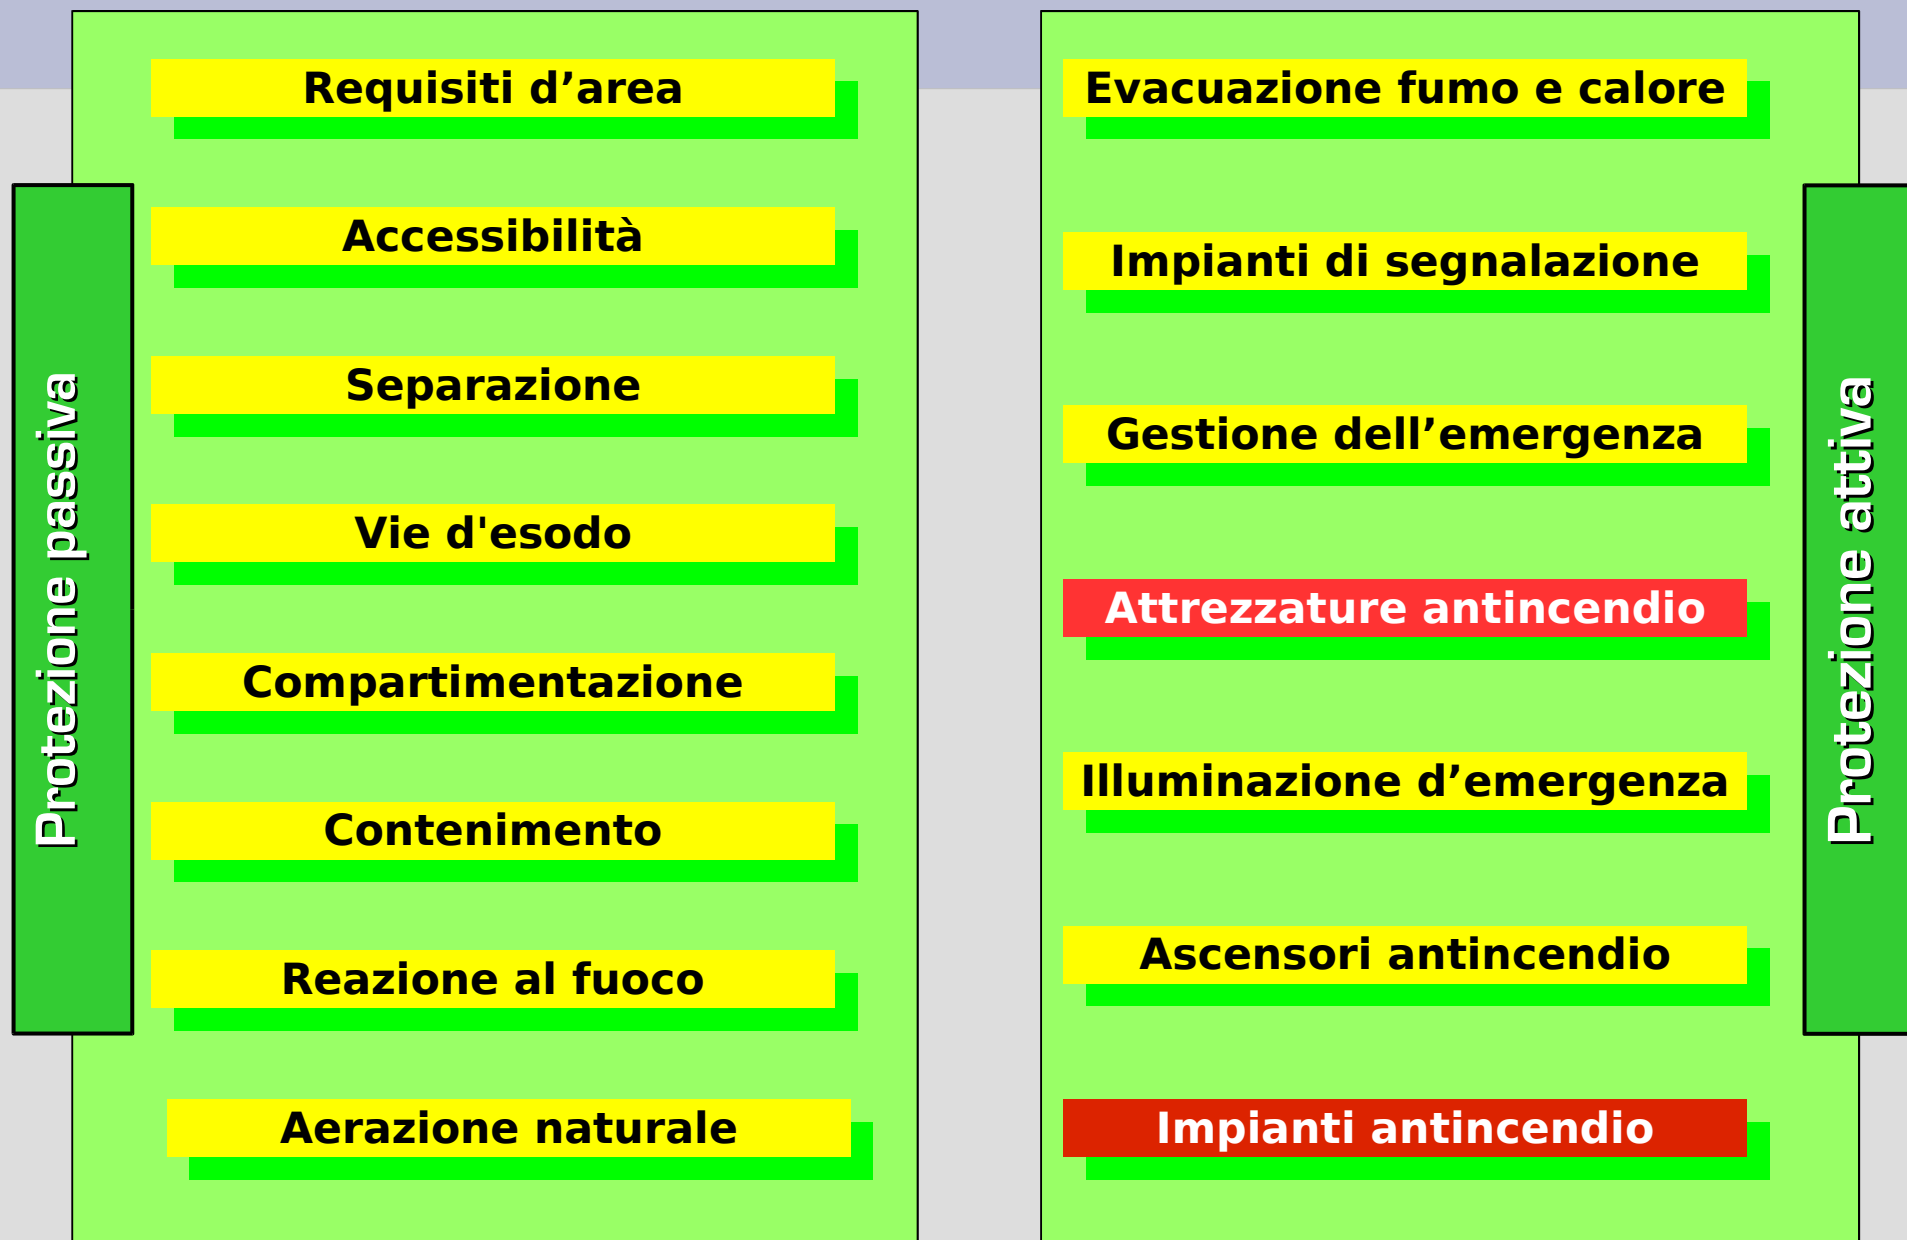 Protezione passiva
Requisiti d’area
Accessibilità
Separazione
Vie d'esodo
Compartimentazione
Contenimento
Reazione al fuoco
Aerazione naturale
Evacuazione fumo e calore
Impianti di segnalazione
Gestione dell’emergenza
Attrezzature antincendio
Illuminazione d’emergenza
Ascensori antincendio
Impianti antincendio
Protezione attiva